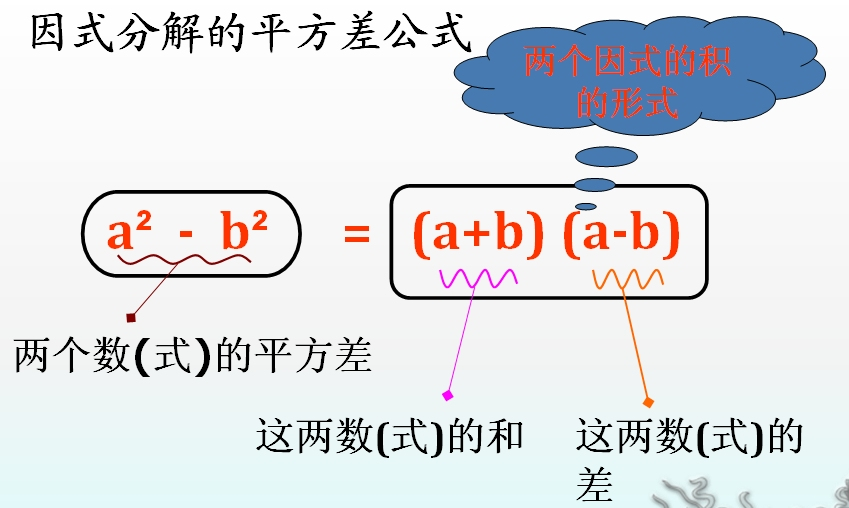 因式分解的平方差公式
两个因式的积
的形式
a² - b² = (a+b) (a-b)
两个数(式)的平方差
这两数(式)的和
这两数(式)的
差